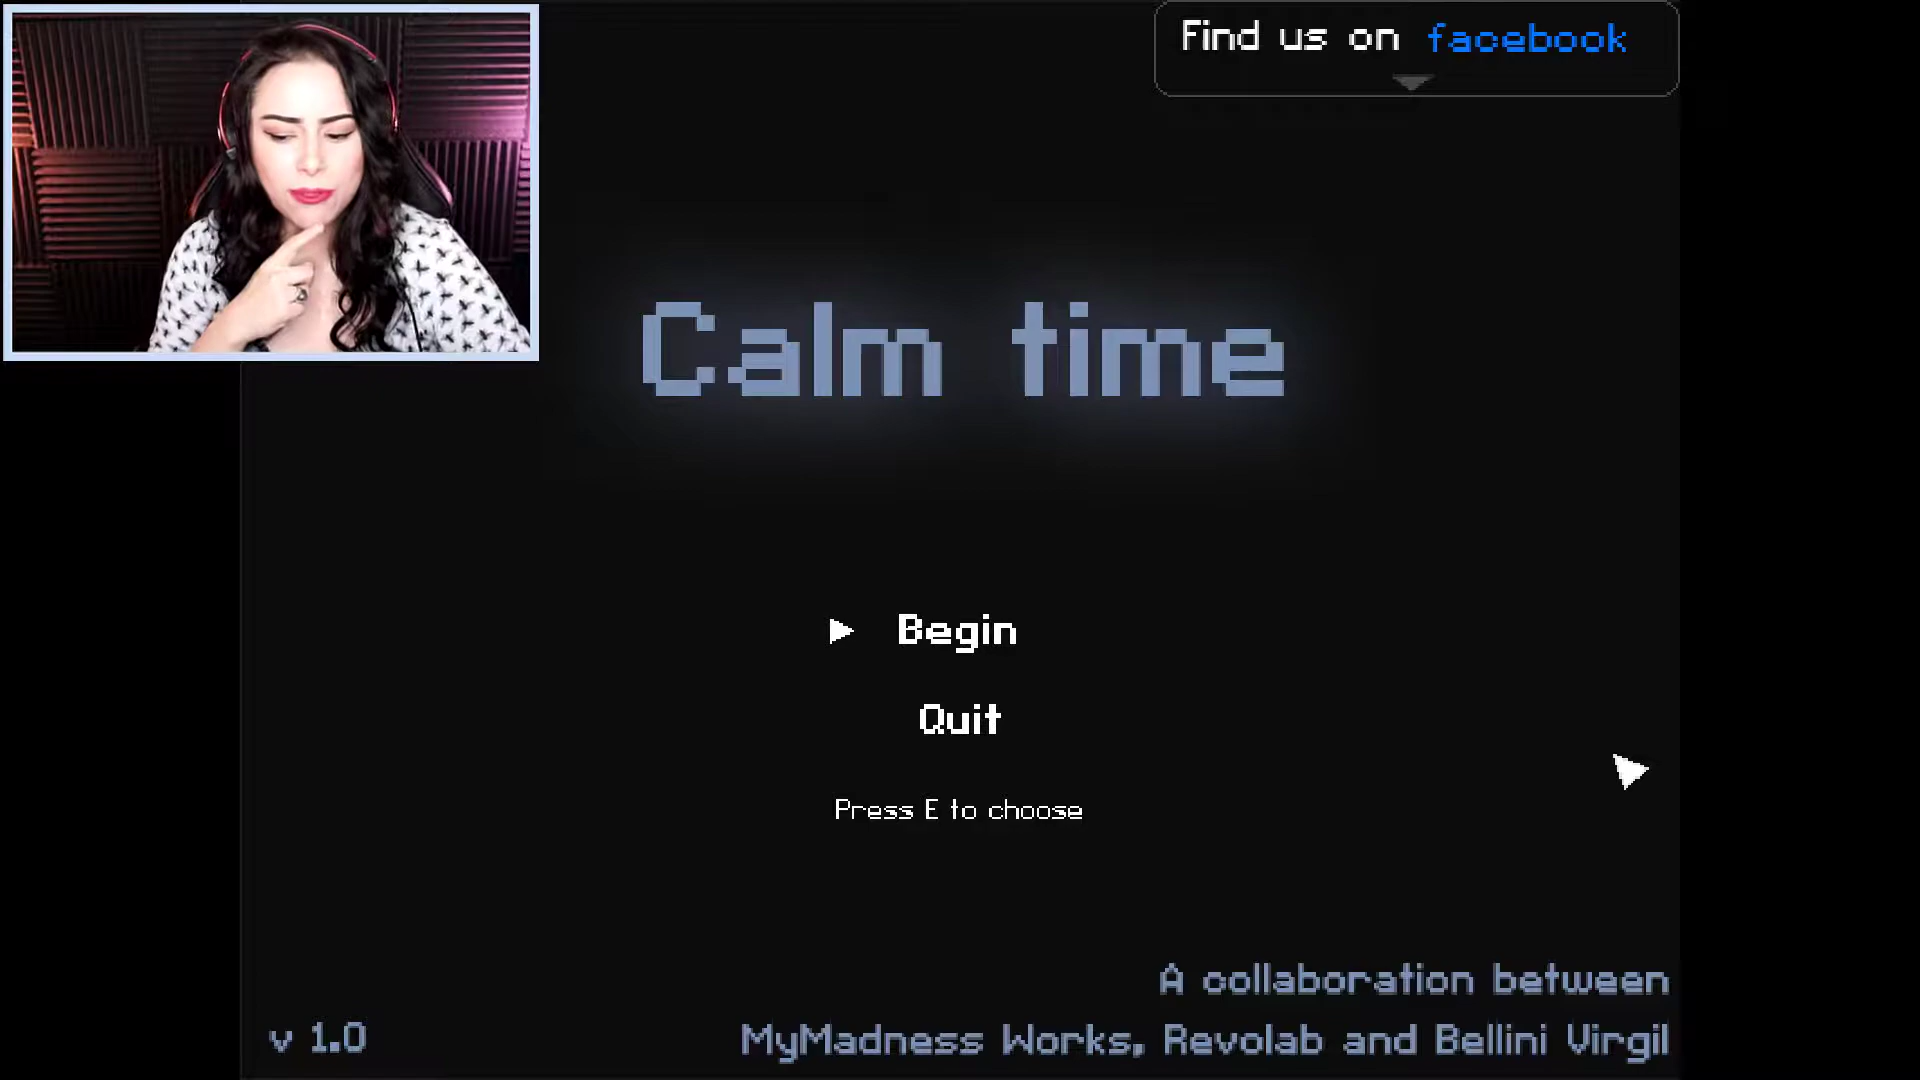 Find us on facebook
Calm time
Begin
Quit
Press E to choose
A collaboration between
v 1.0
MyMadness Works, Revolab and Bellini Virgil